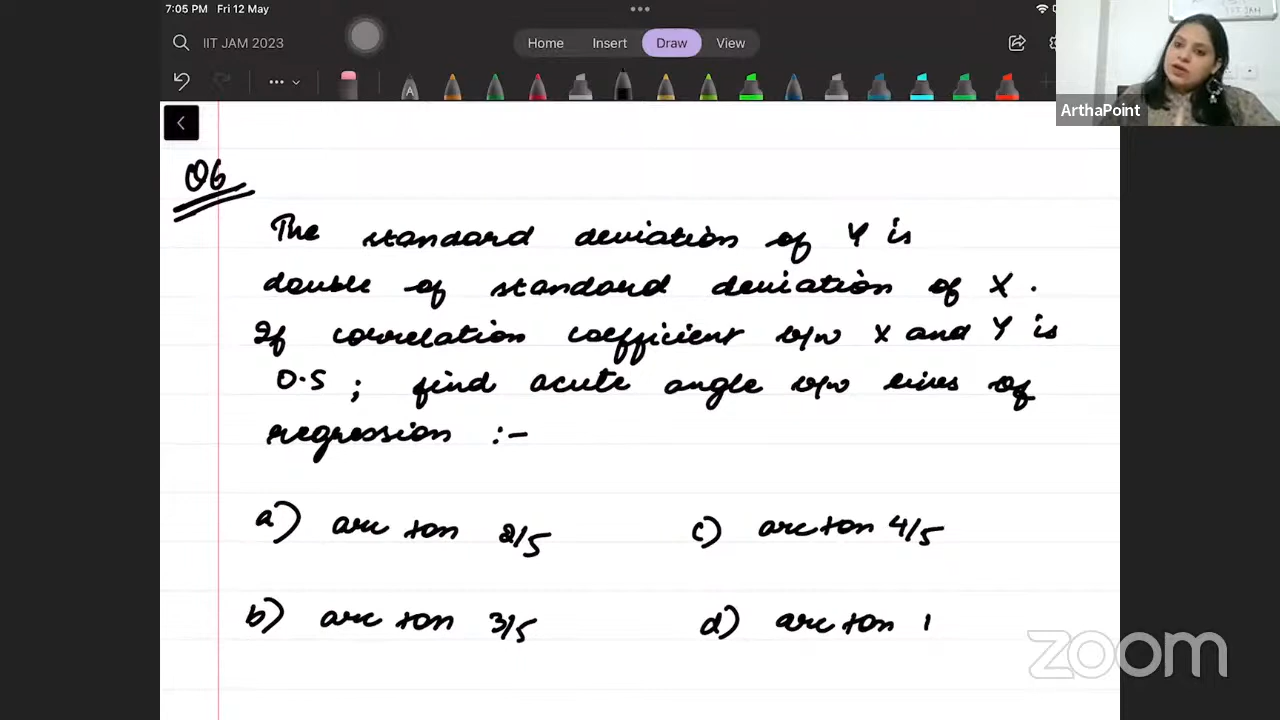 7:05 PM Fri 12 May
IIT JAM 2023
Home Insert Draw View
A
ArthaPoint
Q6
The standard deviation of Y is
double of standard deviation of X.
If correlation coefficient b/w X and Y is
0.5 ; find acute angle b/w lines of
regression :-
a) arc tan 2/5
c) arc tan 4/5
b) arc tan 3/5
d) arc tan 1
zoom